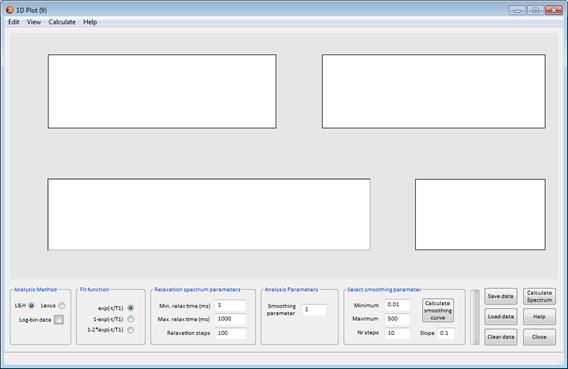 1D Plot (9)
Edit View Calculate Help
Analysis Method
L&H Lexus
Log-bin data
Fit function
exp(-t/T1)
1-exp(-t/T1)
1-2*exp(-t/T1)
Relaxation spectrum parameters
Min. relax time (ms) 1
Max. relax time (ms) 1000
Relaxation steps 100
Analysis Parameters
Smoothing parameter 1
Select smoothing parameter
Minimum 0.01
Maximum 500
Nr steps 10
Calculate smoothing curve
Slope 0.1
Save data
Calculate Spectrum
Load data
Help
Clear data
Close